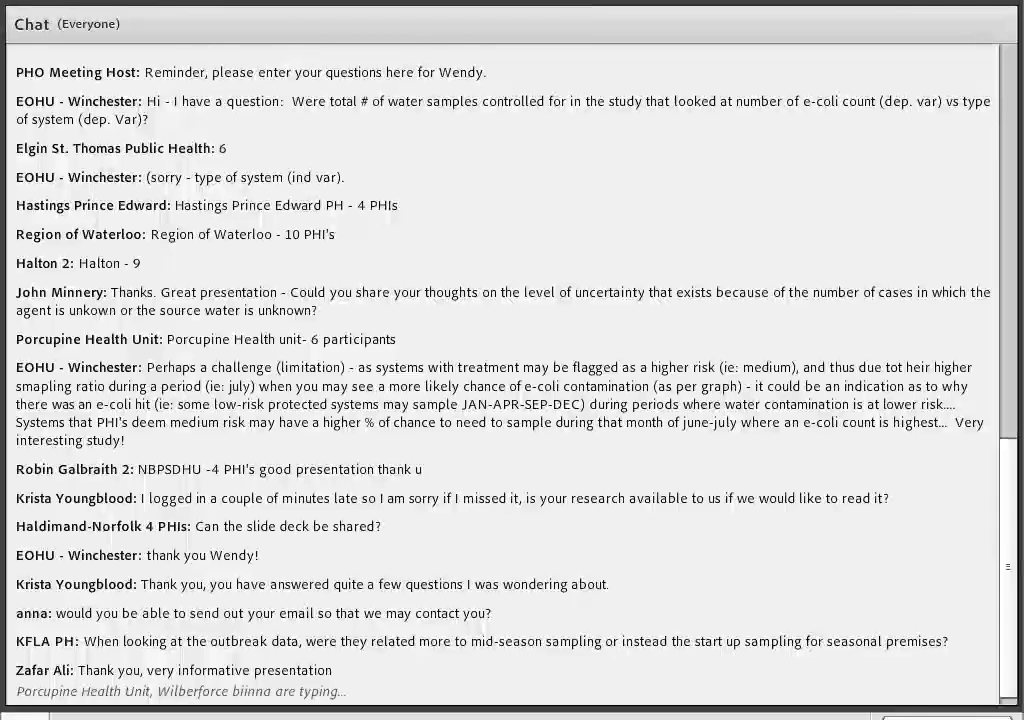 Chat (Everyone)
PHO Meeting Host: Reminder, please enter your questions here for Wendy.
EOHU - Winchester: Hi - I have a question:  Were total # of water samples controlled for in the study that looked at number of e-coli count (dep. var) vs type
of system (dep. Var)?
Elgin St. Thomas Public Health: 6
EOHU - Winchester: (sorry - type of system (ind var).
Hastings Prince Edward: Hastings Prince Edward PH - 4 PHIs
Region of Waterloo: Region of Waterloo - 10 PHI's
Halton 2: Halton - 9
John Minnery: Thanks. Great presentation - Could you share your thoughts on the level of uncertainty that exists because of the number of cases in which the
agent is unkown or the source water is unknown?
Porcupine Health Unit: Porcupine Health unit- 6 participants
EOHU - Winchester: Perhaps a challenge (limitation) - as systems with treatment may be flagged as a higher risk (ie: medium), and thus due tot heir higher
smapling ratio during a period (ie: july) when you may see a more likely chance of e-coli contamination (as per graph) - it could be an indication as to why
there was an e-coli hit (ie: some low-risk protected systems may sample JAN-APR-SEP-DEC) during periods where water contamination is at lower risk....
Systems that PHI's deem medium risk may have a higher % of chance to need to sample during that month of june-july where an e-coli count is highest...  Very
interesting study!
Robin Galbraith 2: NBPSDHU -4 PHI's good presentation thank u
Krista Youngblood: I logged in a couple of minutes late so I am sorry if I missed it, is your research available to us if we would like to read it?
Haldimand-Norfolk 4 PHIs: Can the slide deck be shared?
EOHU - Winchester: thank you Wendy!
Krista Youngblood: Thank you, you have answered quite a few questions I was wondering about.
anna: would you be able to send out your email so that we may contact you?
KFLA PH: When looking at the outbreak data, were they related more to mid-season sampling or instead the start up sampling for seasonal premises?
Zafar Ali: Thank you, very informative presentation
Porcupine Health Unit, Wilberforce biinna are typing...